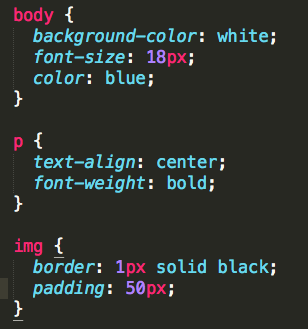 body {
background-color: white;
font-size: 18px;
color: blue;
}
p {
text-align: center;
font-weight: bold;
}
img {
border: 1px solid black;
padding: 50px;
}